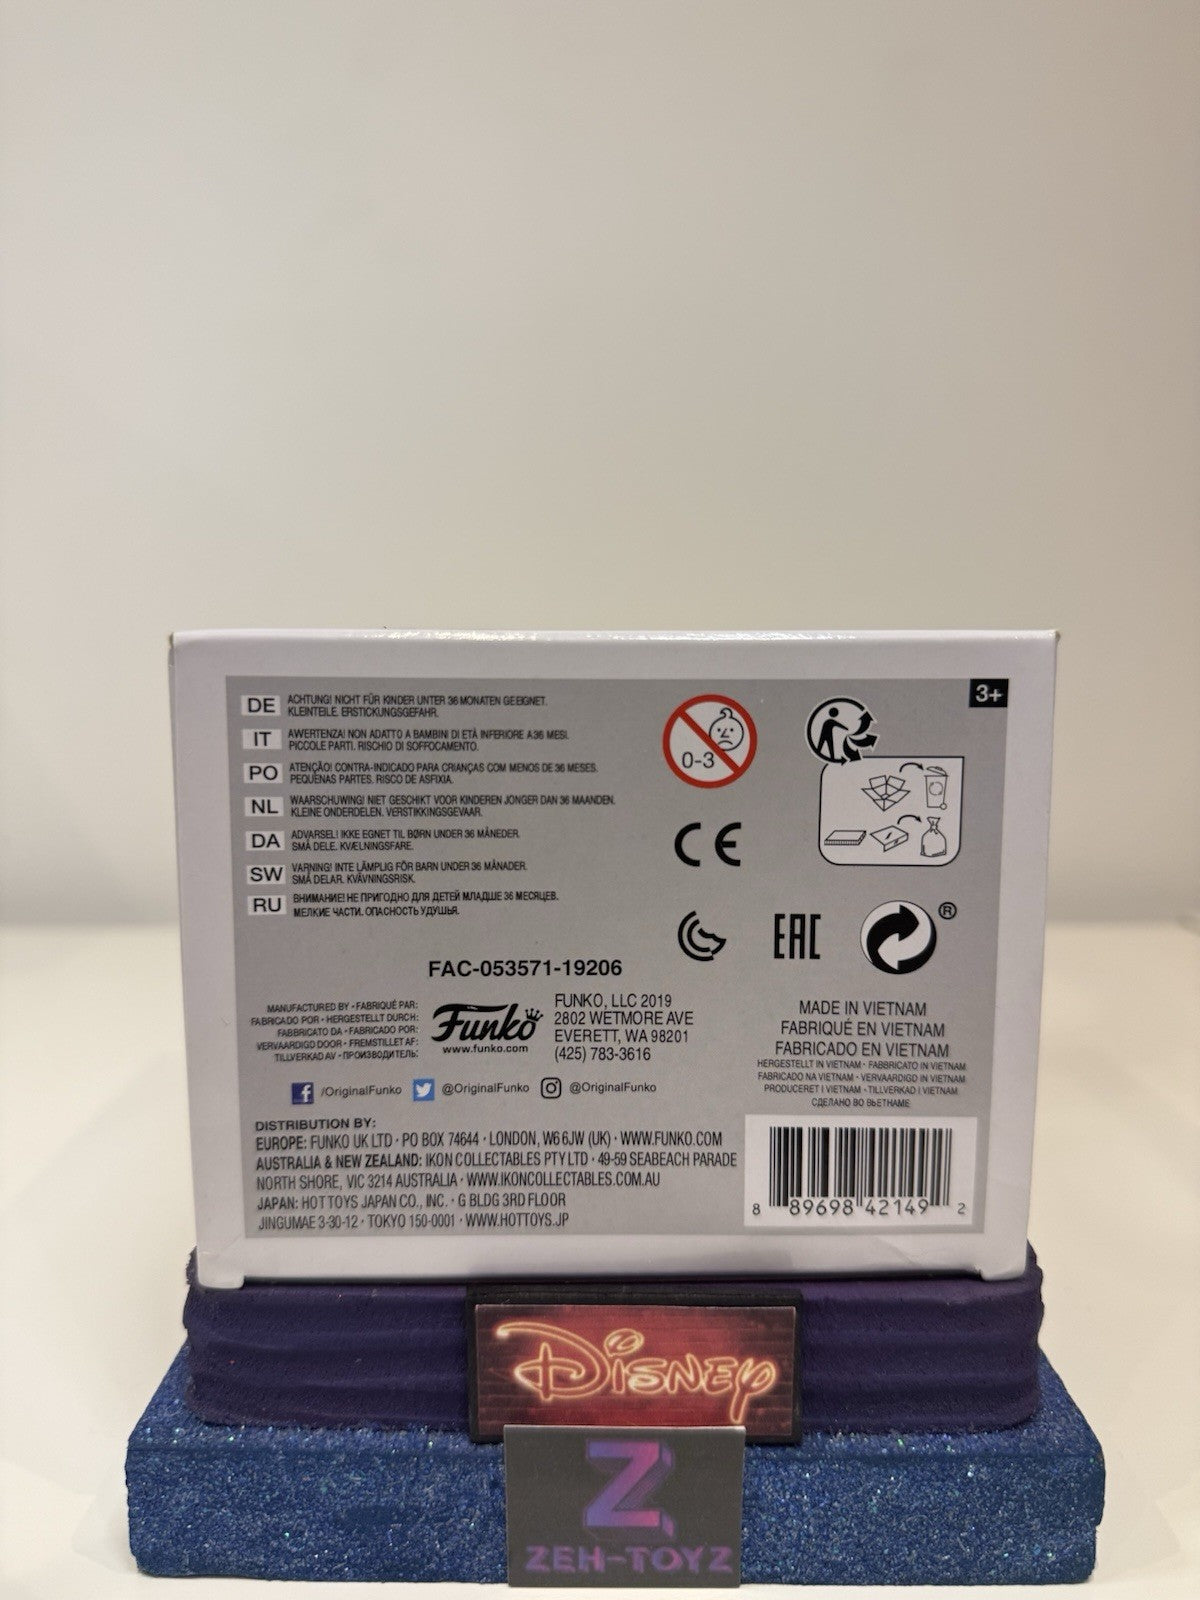 3+
DE ACHTUNG! NICHT FÜR KINDER UNTER 36 MONATEN GEEIGNET.
KLEINTEILE. ERSTICKUNGSGEFAHR.
IT AWERTENZA! NON ADATTO A BAMBINI DI ETÀ INFERIORE A 36 MESI.
PICCOLE PARTI. RISCHIO DI SOFFOCAMENTO.
PO ATENÇÃO! CONTRA-INDICADO PARA CRIANÇAS COM MENOS DE 36 MESES.
PEQUENAS PARTES. RISCO DE ASFIXIA.
NL WAARSCHUWING! NIET GESCHIKT VOOR KINDEREN JONGER DAN 36 MAANDEN.
KLEINE ONDERDELEN. VERSTIKKINGSGEVAAR.
DA ADVARSEL! IKKE EGNET TIL BØRN UNDER 36 MÅNEDER.
SMÅ DELE. KVÆLNINGSFARE.
SW VARNING! INTE LÄMPLIG FÖR BARN UNDER 36 MÅNADER.
SMÅ DELAR. KVÄVNINGSRISK.
RU ВНИМАНИЕ! НЕ ПРИГОДНО ДЛЯ ДЕТЕЙ МЛАДШЕ 36 МЕСЯЦЕВ.
МЕЛКИЕ ЧАСТИ. ОПАСНОСТЬ УДУШЬЯ.
0-3
CE
EAC
®
FAC-053571-19206
MANUFACTURED BY • FABRIQUÉ PAR:
FABRICADO POR • HERGESTELLT DURCH:
FABBRICATO DA • FABRICADO POR:
VERVAARDIGD DOOR • FREMSTILLET AF:
TILLVERKAD AV • ПРОИЗВОДИТЕЛЬ:
Funko
www.funko.com
FUNKO, LLC 2019
2802 WETMORE AVE
EVERETT, WA 98201
(425) 783-3616
MADE IN VIETNAM
FABRIQUÉ EN VIETNAM
FABRICADO EN VIETNAM
HERGESTELLT IN VIETNAM • FABBRICATO IN VIETNAM
FABRICADO NA VIETNAM • VERVAARDIGD IN VIETNAM
PRODUCERET I VIETNAM • TILLVERKAD I VIETNAM
СДЕЛАНО ВО ВЬЕТНАМЕ
/OriginalFunko @OriginalFunko @OriginalFunko
DISTRIBUTION BY:
EUROPE: FUNKO UK LTD • PO BOX 74644 • LONDON, W6 6JW (UK) • WWW.FUNKO.COM
AUSTRALIA & NEW ZEALAND: IKON COLLECTABLES PTY LTD • 49-59 SEABEACH PARADE
NORTH SHORE, VIC 3214 AUSTRALIA • WWW.IKONCOLLECTABLES.COM.AU
JAPAN: HOT TOYS JAPAN CO., INC. • G BLDG 3RD FLOOR
JINGUMAE 3-30-12 • TOKYO 150-0001 • WWW.HOTTOYS.JP
8 89698 42149 2
DISNEY
Z
ZEH-TOYZ